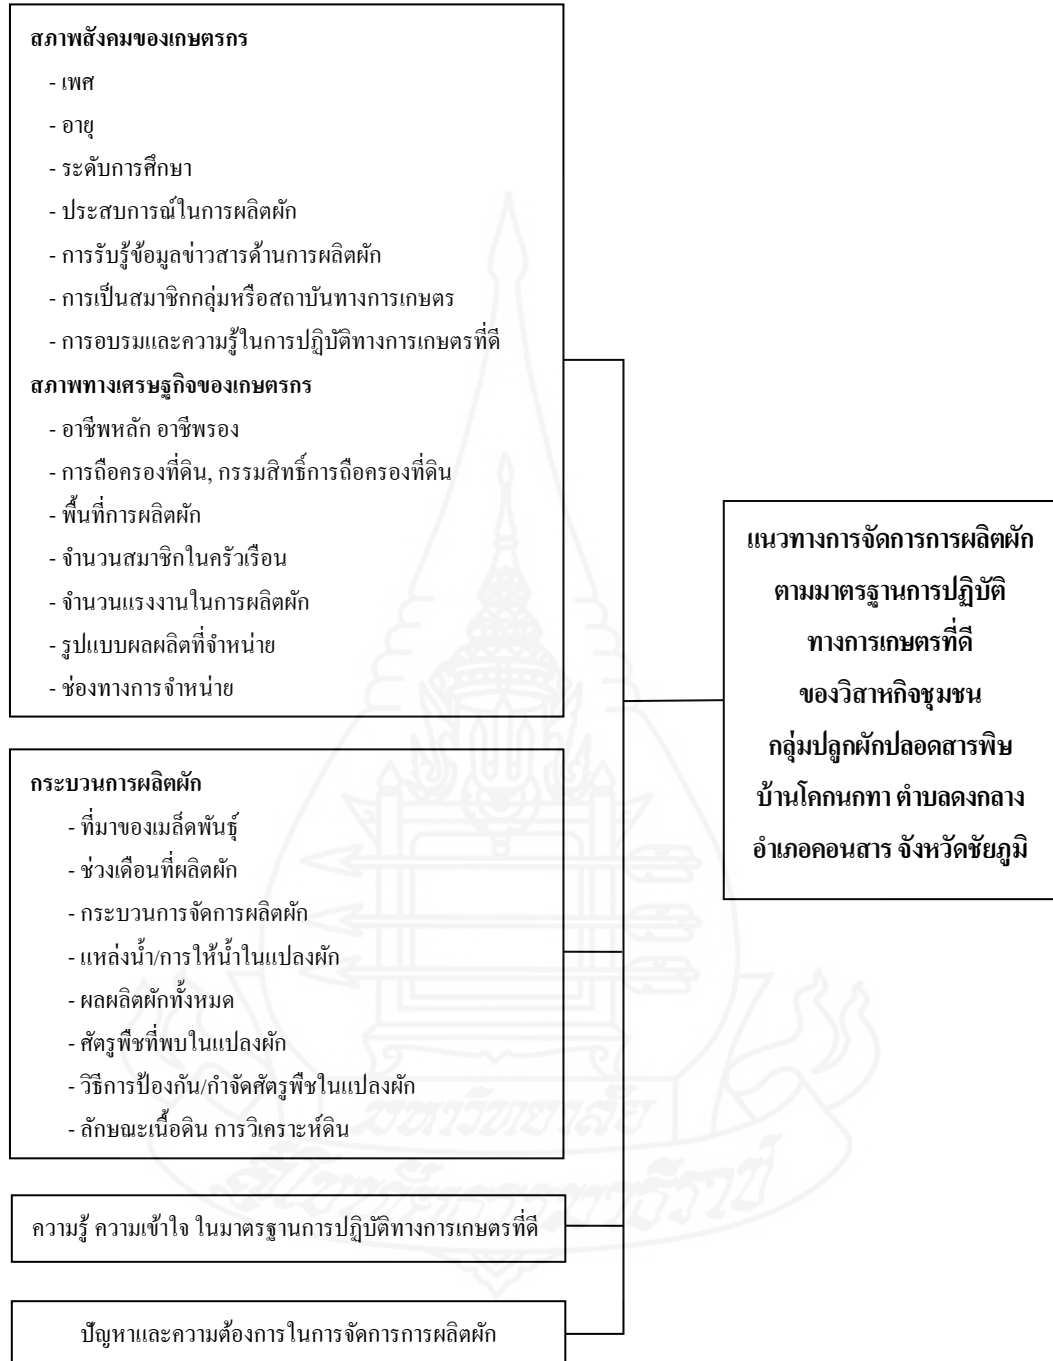 สภาพสังคมของเกษตรกร
- เพศ
- อายุ
- ระดับการศึกษา
- ประสบการณ์ในการผลิตผัก
- การรับรู้ข้อมูลข่าวสารด้านการผลิตผัก
- การเป็นสมาชิกกลุ่มหรือสถาบันทางการเกษตร
- การอบรมและความรู้ในการปฏิบัติทางการเกษตรที่ดี
สภาพทางเศรษฐกิจของเกษตรกร
- อาชีพหลัก อาชีพรอง
- การถือครองที่ดิน, กรรมสิทธิ์การถือครองที่ดิน
- พื้นที่การผลิตผัก
- จำนวนสมาชิกในครัวเรือน
- จำนวนแรงงานในการผลิตผัก
- รูปแบบผลผลิตที่จำหน่าย
- ช่องทางการจำหน่าย
กระบวนการผลิตผัก
- ที่มาของเมล็ดพันธุ์
- ช่วงเดือนที่ผลิตผัก
- กระบวนการจัดการผลิตผัก
- แหล่งน้ำ/การให้น้ำในแปลงผัก
- ผลผลิตผักทั้งหมด
- ศัตรูพืชที่พบในแปลงผัก
- วิธีการป้องกัน/กำจัดศัตรูพืชในแปลงผัก
- ลักษณะเนื้อดิน การวิเคราะห์ดิน
ความรู้ ความเข้าใจ ในมาตรฐานการปฏิบัติทางการเกษตรที่ดี
ปัญหาและความต้องการในการจัดการการผลิตผัก
แนวทางการจัดการการผลิตผัก
ตามมาตรฐานการปฏิบัติ
ทางการเกษตรที่ดี
ของวิสาหกิจชุมชน
กลุ่มปลูกผักปลอดสารพิษ
บ้านโคกนกทา ตำบลดงกลาง
อำเภอคอนสาร จังหวัดชัยภูมิ
มหาวิทยาลัย
สุโขทัยธรรมาธิราช